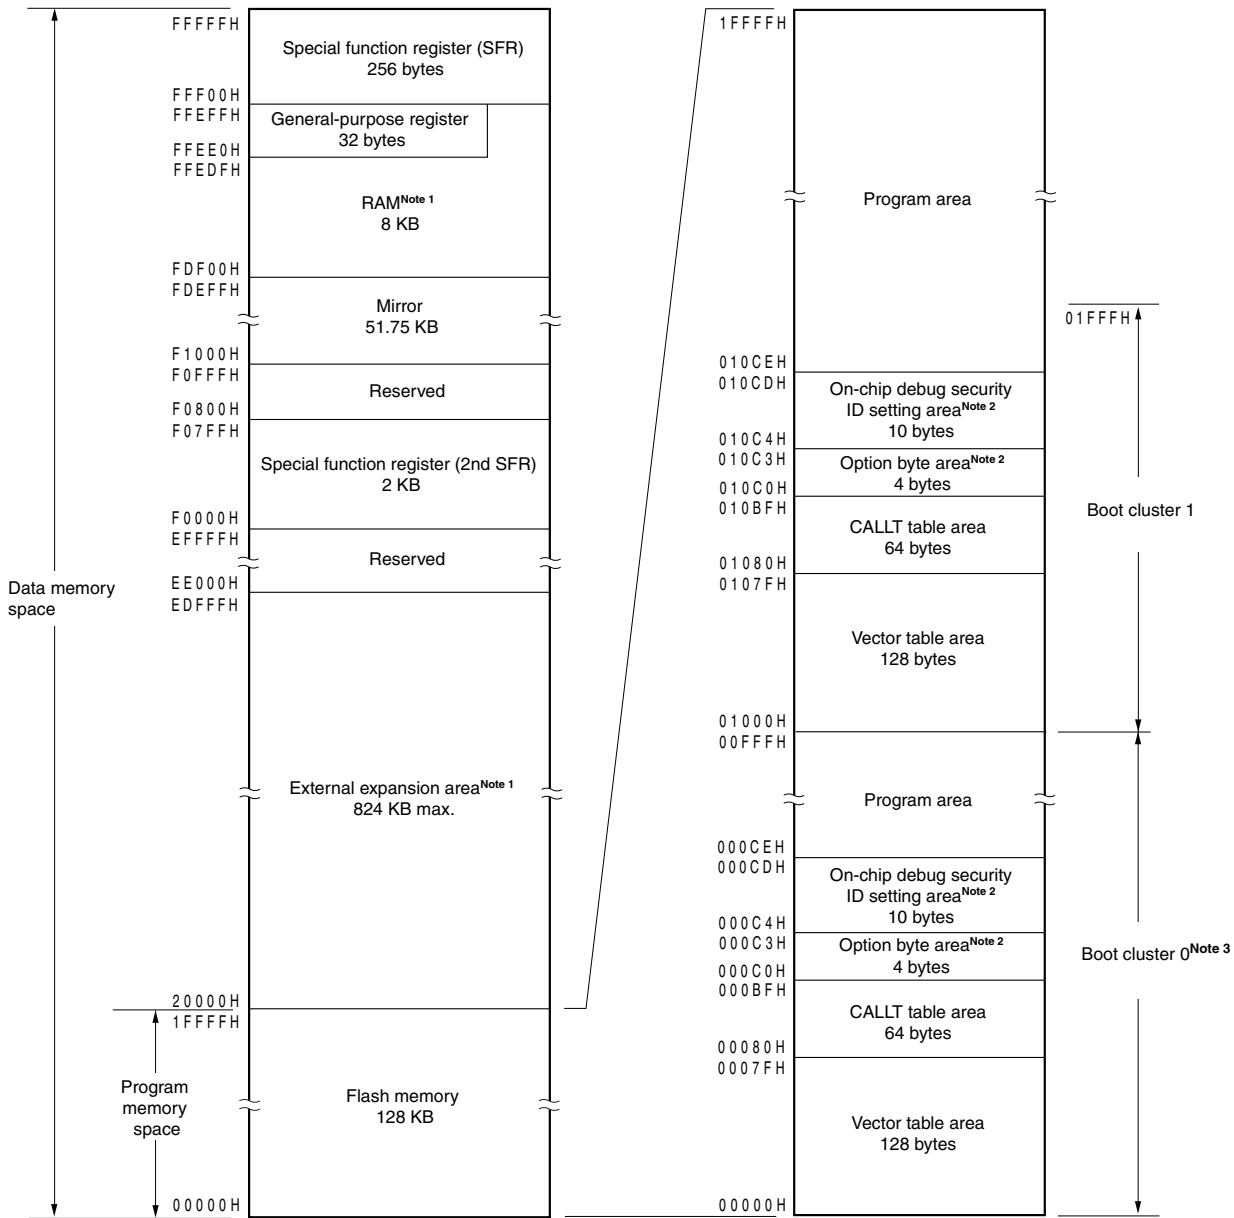 FFFFFH
Special function register (SFR)
256 bytes
FFF00H
FFEFFH
General-purpose register
32 bytes
FFEE0H
FFEDFH
RAMNote 1
8 KB
FDF00H
FDEFFH
Mirror
51.75 KB
F1000H
F0FFFH
Reserved
F0800H
F07FFH
Special function register (2nd SFR)
2 KB
F0000H
EFFFFH
Reserved
EE000H
EDFFFH
Data memory
space
External expansion areaNote 1
824 KB max.
20000H
1FFFFH
Program
memory
space
Flash memory
128 KB
00000H
1FFFFH
Program area
01FFFH
010CEH
010CDH
On-chip debug security
ID setting areaNote 2
10 bytes
010C4H
010C3H
Option byte areaNote 2
4 bytes
010C0H
010BFH
CALLT table area
64 bytes
Boot cluster 1
01080H
0107FH
Vector table area
128 bytes
01000H
00FFFH
Program area
000CEH
000CDH
On-chip debug security
ID setting areaNote 2
10 bytes
000C4H
000C3H
Option byte areaNote 2
4 bytes
Boot cluster 0Note 3
000C0H
000BFH
CALLT table area
64 bytes
00080H
0007FH
Vector table area
128 bytes
00000H